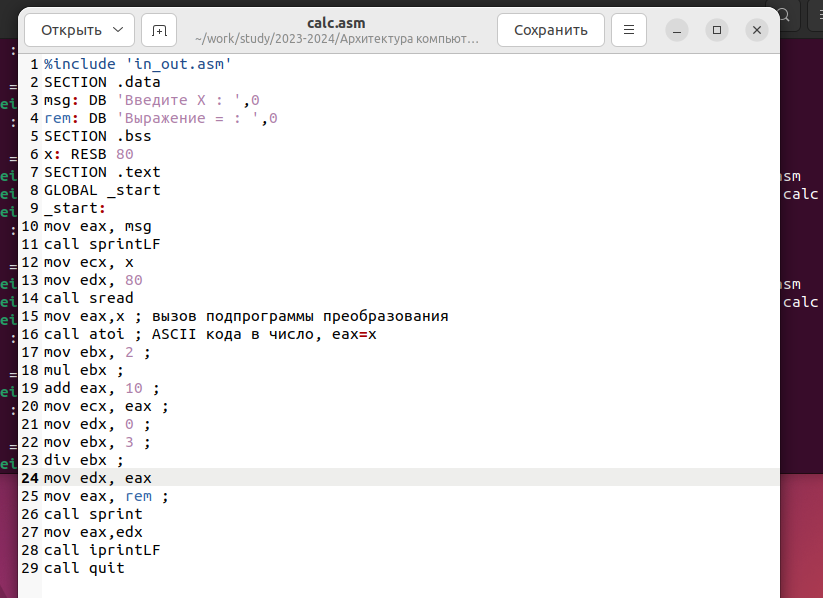 Открыть
calc.asm
~/work/study/2023-2024/Архитектура компьют...
Сохранить
1 %include 'in_out.asm'
2 SECTION .data
3 msg: DB 'Введите X : ',0
4 rem: DB 'Выражение = : ',0
5 SECTION .bss
6 x: RESB 80
7 SECTION .text
8 GLOBAL _start
9 _start:
10 mov eax, msg
11 call sprintLF
12 mov ecx, x
13 mov edx, 80
14 call sread
15 mov eax,x ; вызов подпрограммы преобразования
16 call atoi ; ASCII кода в число, eax=x
17 mov ebx, 2 ;
18 mul ebx ;
19 add eax, 10 ;
20 mov ecx, eax ;
21 mov edx, 0 ;
22 mov ebx, 3 ;
23 div ebx ;
24 mov edx, eax
25 mov eax, rem ;
26 call sprint
27 mov eax,edx
28 call iprintLF
29 call quit
calc
calc